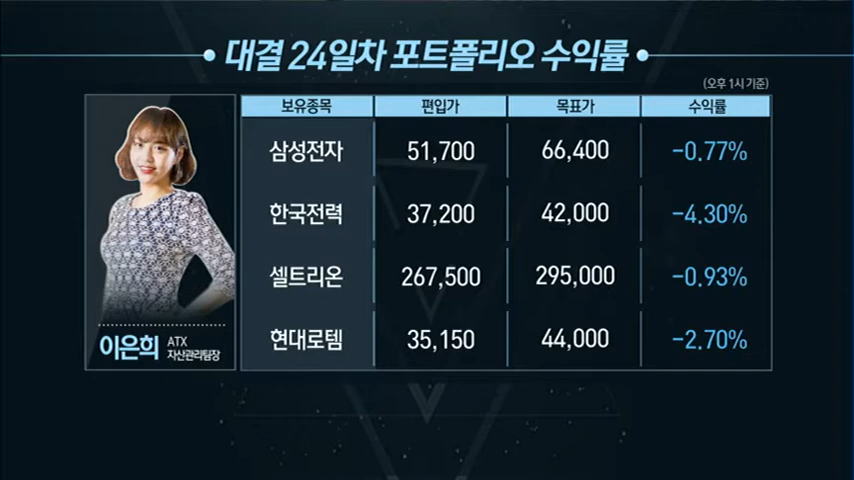 대결 24일차 포트폴리오 수익률
(오후 1시 기준)
보유종목 편입가 목표가 수익률
삼성전자 51,700 66,400 -0.77%
한국전력 37,200 42,000 -4.30%
셀트리온 267,500 295,000 -0.93%
현대로템 35,150 44,000 -2.70%
이은희 ATX
자산관리팀장